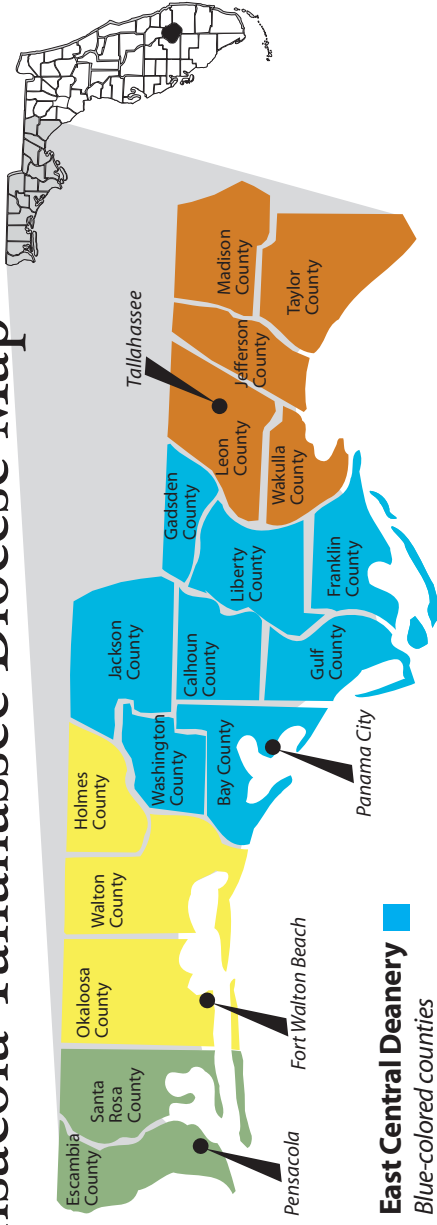 Tallahassee Diocese Map
Escambia
County
Santa
Rosa
County
Okaloosa
County
Walton
County
Holmes
County
Washington
County
Bay County
Jackson
County
Calhoun
County
Gulf
County
Gadsden
County
Liberty
County
Franklin
County
Leon
County
Wakulla
County
Jefferson
County
Madison
County
Taylor
County
Tallahassee
Panama City
Fort Walton Beach
Pensacola
East Central Deanery
Blue-colored counties